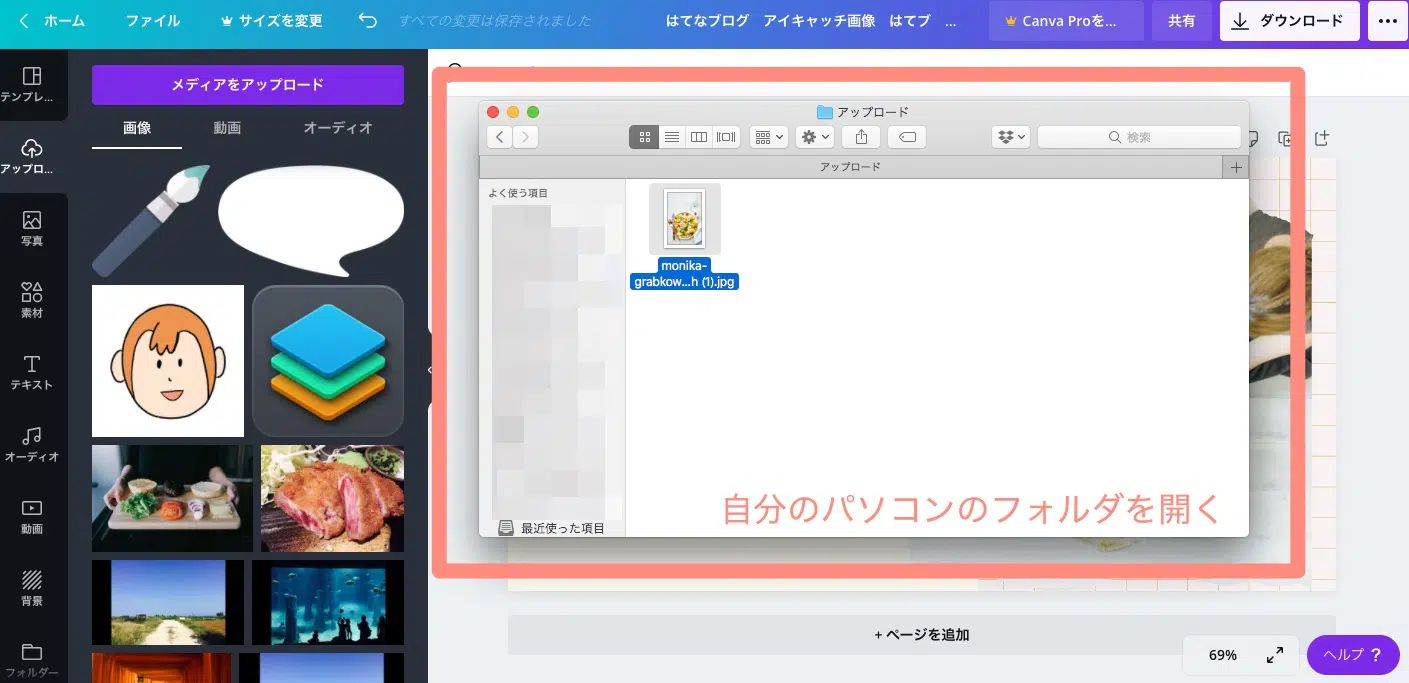 ホーム
ファイル
サイズを変更
すべての変更は保存されました
はてなブログ アイキャッチ画像 はてブ ...
Canva Proを...
共有
ダウンロード
テンプレ...
アップロ...
写真
素材
テキスト
オーディオ
動画
背景
フォルダー
メディアをアップロード
画像
動画
オーディオ
アップロード
検索
アップロード
よく使う項目
monika-
grabkow...h (1).jpg
最近使った項目
自分のパソコンのフォルダを開く
+ ページを追加
69%
ヘルプ ?